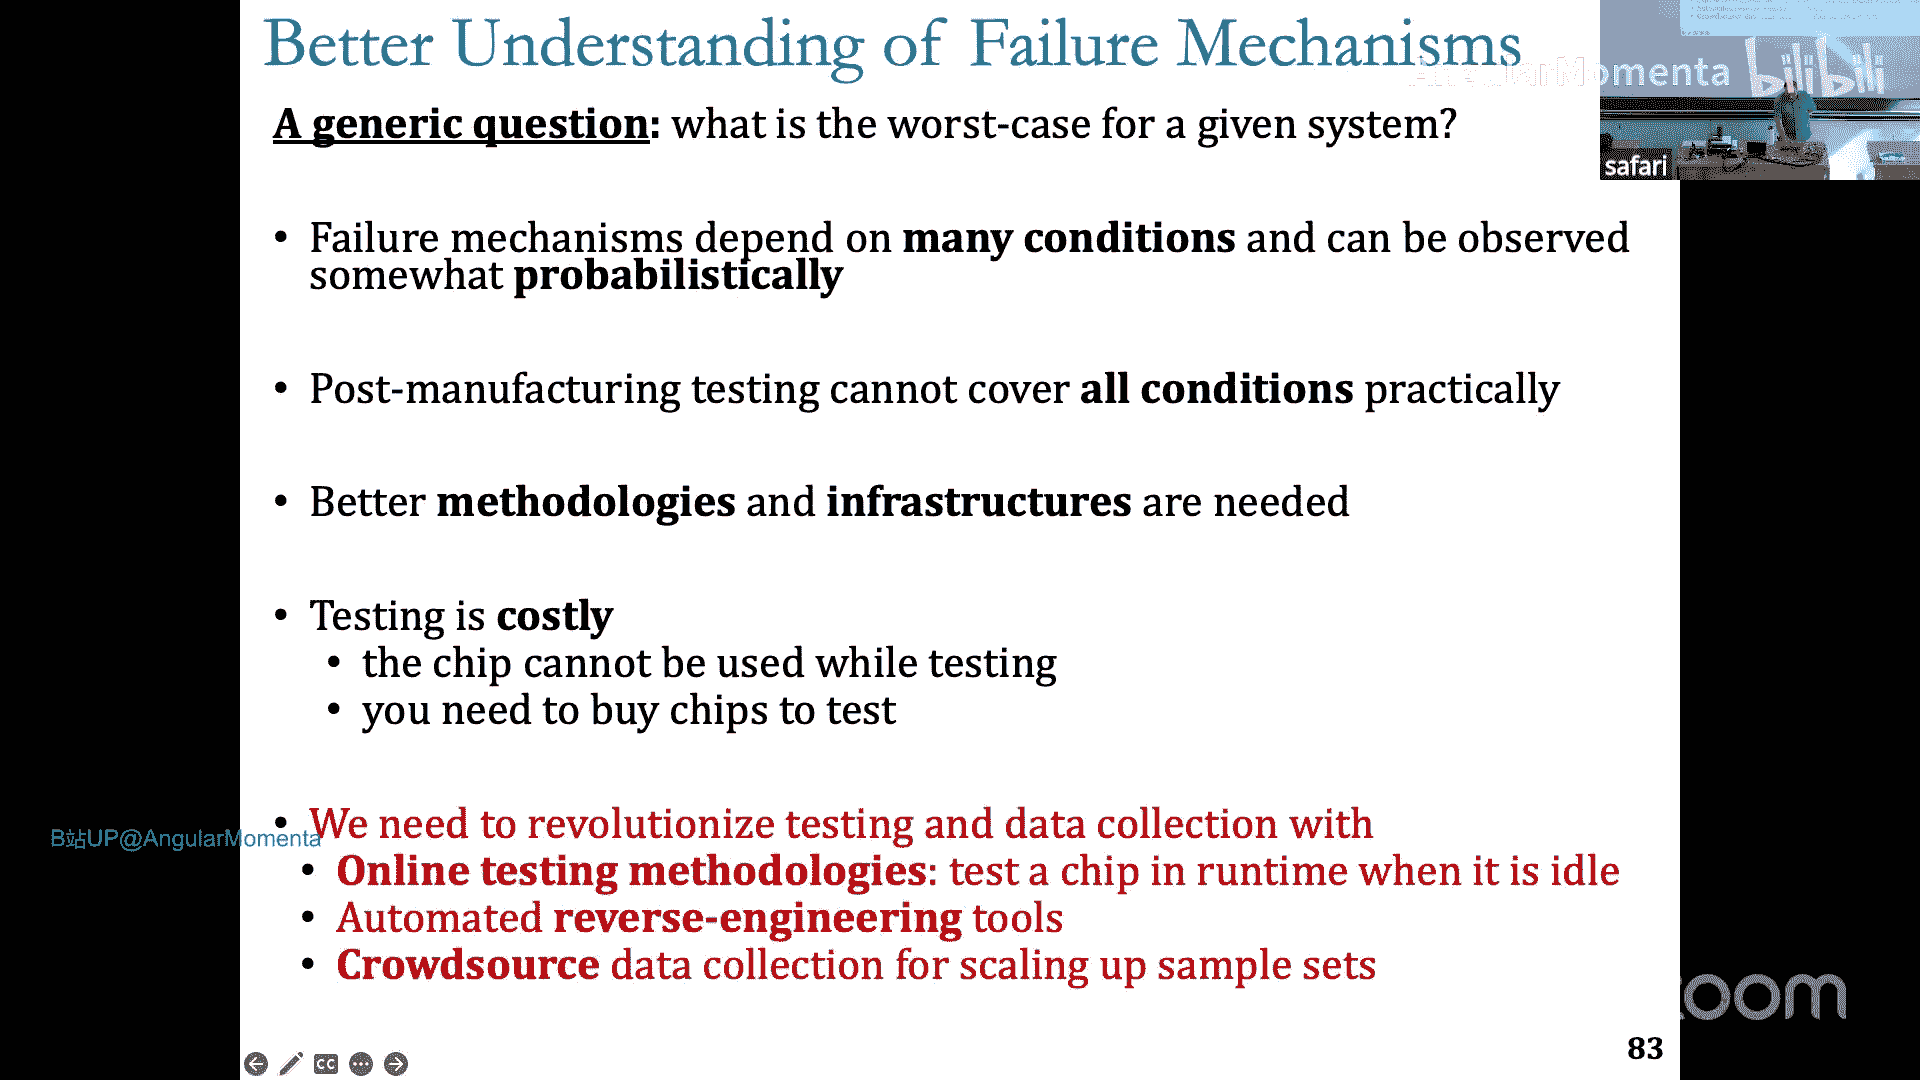 Better Understanding of Failure Mechanisms
AngularMomenta
bilibili
safari
A generic question: what is the worst-case for a given system?
• Failure mechanisms depend on many conditions and can be observed
somewhat probabilistically
• Post-manufacturing testing cannot cover all conditions practically
• Better methodologies and infrastructures are needed
• Testing is costly
• the chip cannot be used while testing
• you need to buy chips to test
• We need to revolutionize testing and data collection with
B站UP@AngularMomenta
• Online testing methodologies: test a chip in runtime when it is idle
• Automated reverse-engineering tools
• Crowdsource data collection for scaling up sample sets
zoom
83
CC